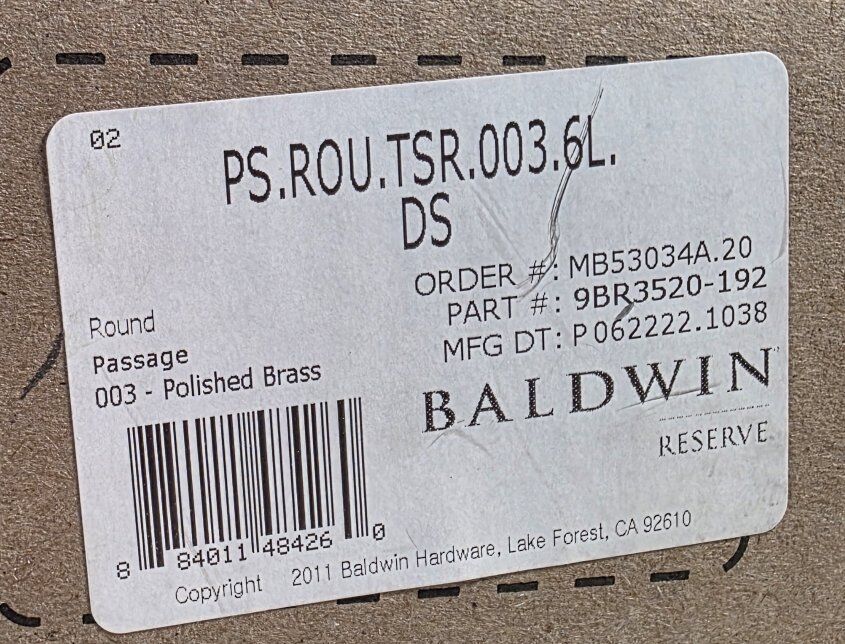 02
PS.ROU.TSR.003.6L.
DS
ORDER #: MB53034A.20
PART #: 9BR3520-192
MFG DT: P 062222.1038
Round
Passage
003 - Polished Brass
BALDWIN
RESERVE
8 84011 48426 0
Copyright 2011 Baldwin Hardware, Lake Forest, CA 92610